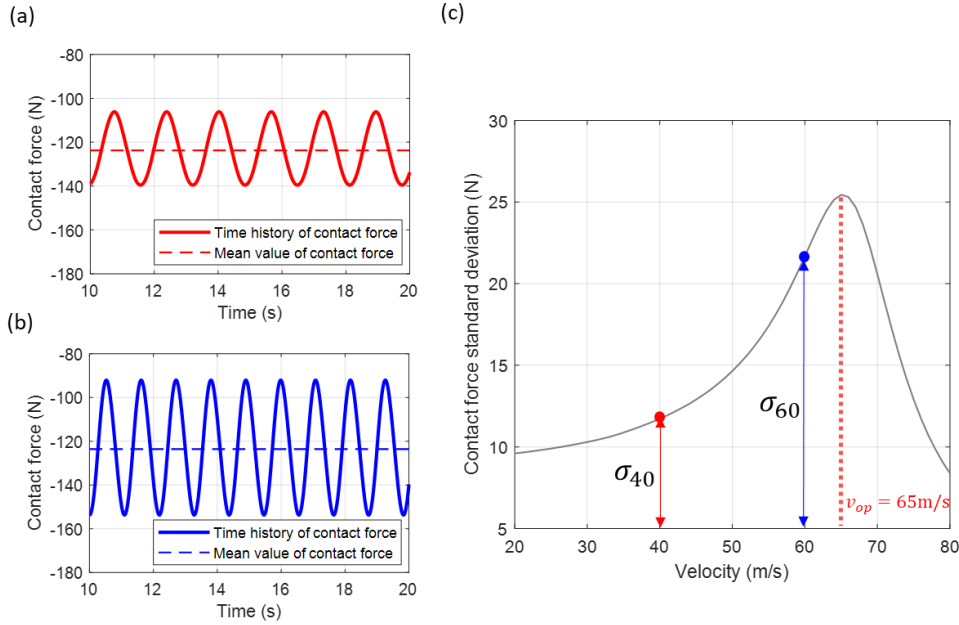 (a)
-80
-100
-120
-140
-160
-180
Contact force (N)
Time history of contact force
Mean value of contact force
10 12 14 16 18 20
Time (s)
(b)
-80
-100
-120
-140
-160
-180
Contact force (N)
Time history of contact force
Mean value of contact force
10 12 14 16 18 20
Time (s)
(c)
30
25
20
15
10
5
Contact force standard deviation (N)
σ40
σ60
v_op = 65m/s
20 30 40 50 60 70 80
Velocity (m/s)